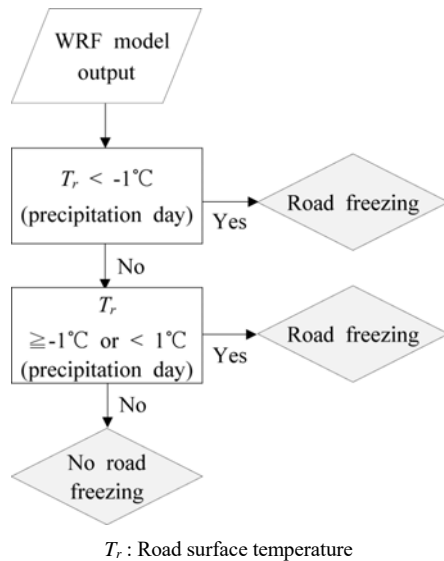 WRF model
output
Tr < -1℃
(precipitation day)
Yes
Road freezing
No
Tr
≧-1℃ or < 1℃
(precipitation day)
Yes
Road freezing
No
No road
freezing
Tr : Road surface temperature